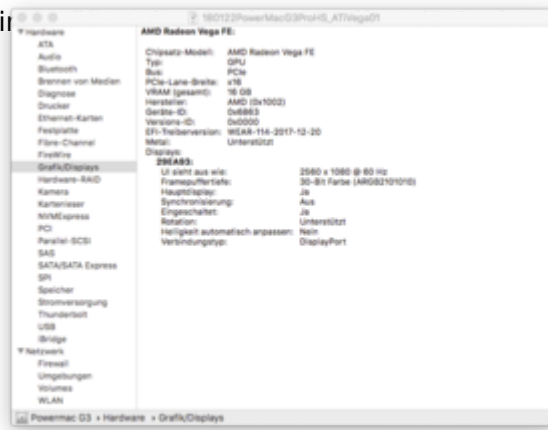 160122PowerMacG3ProHS_ATiVega01
Hardware
ATA
Audio
Bluetooth
Brennen von Medien
Diagnose
Drucker
Ethernet-Karten
Festplatte
Fibre-Channel
FireWire
Grafik/Displays
Hardware-RAID
Kamera
Kartenleser
NVMExpress
PCI
Parallel-SCSI
SAS
SATA/SATA Express
SPI
Speicher
Stromversorgung
Thunderbolt
USB
iBridge
Netzwerk
Firewall
Umgebungen
Volumes
WLAN
AMD Radeon Vega FE:
Chipsatz-Modell: AMD Radeon Vega FE
Typ: GPU
Bus: PCIe
PCIe-Lane-Breite: x16
VRAM (gesamt): 16 GB
Hersteller: AMD (0x1002)
Geräte-ID: 0x6863
Versions-ID: 0x0000
EFI-Treiberversion: WEAR-114-2017-12-20
Metal: Unterstützt
Displays:
29EA93:
UI sieht aus wie: 2560 x 1080 @ 60 Hz
Framepuffertiefe: 30-Bit Farbe (ARGB2101010)
Hauptdisplay: Ja
Synchronisierung: Aus
Eingeschaltet: Ja
Rotation: Unterstützt
Helligkeit automatisch anpassen: Nein
Verbindungstyp: DisplayPort
Powermac G3 › Hardware › Grafik/Displays